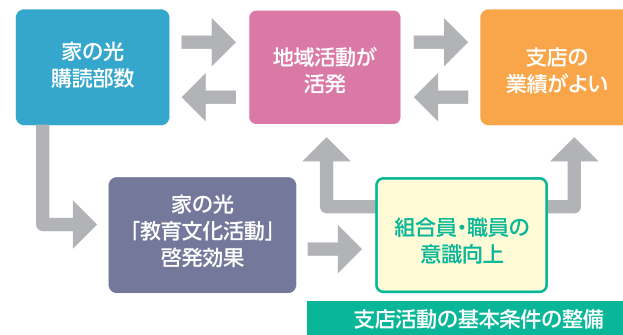 家の光
購読部数
地域活動が
活発
支店の
業績がよい
家の光
「教育文化活動」
啓発効果
組合員・職員の
意識向上
支店活動の基本条件の整備